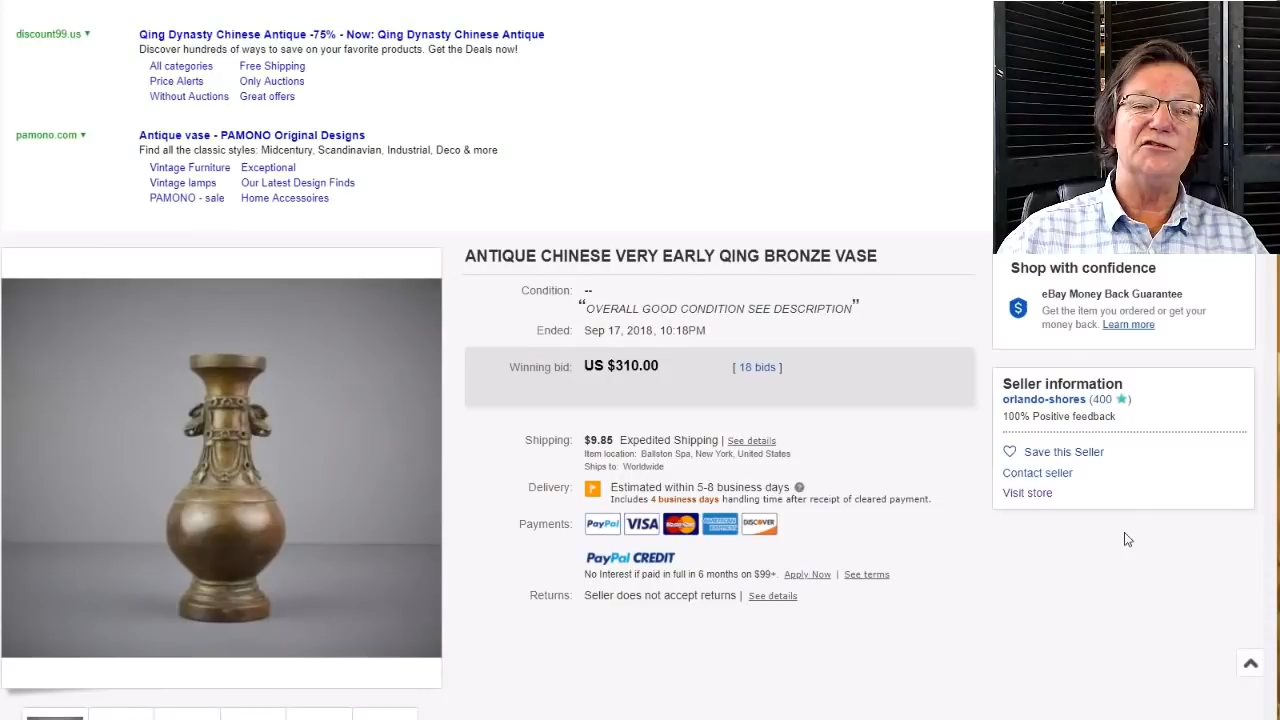 discount99.us
Qing Dynasty Chinese Antique -75% - Now: Qing Dynasty Chinese Antique
Discover hundreds of ways to save on your favorite products. Get the Deals now!
All categories Free Shipping
Price Alerts Only Auctions
Without Auctions Great offers
pamono.com
Antique vase - PAMONO Original Designs
Find all the classic styles: Midcentury, Scandinavian, Industrial, Deco & more
Vintage Furniture Exceptional
Vintage lamps Our Latest Design Finds
PAMONO - sale Home Accessoires
ANTIQUE CHINESE VERY EARLY QING BRONZE VASE
Condition: --
“OVERALL GOOD CONDITION SEE DESCRIPTION”
Ended: Sep 17, 2018, 10:18PM
Winning bid: US $310.00 [ 18 bids ]
Shipping: $9.85 Expedited Shipping | See details
Item location: Ballston Spa, New York, United States
Ships to: Worldwide
Delivery: Estimated within 5-8 business days
Includes 4 business days handling time after receipt of cleared payment.
Payments: PayPal VISA MasterCard AMERICAN EXPRESS DISCOVER
PayPal CREDIT
No Interest if paid in full in 6 months on $99+. Apply Now | See terms
Returns: Seller does not accept returns | See details
Shop with confidence
eBay Money Back Guarantee
Get the item you ordered or get your
money back. Learn more
Seller information
orlando-shores (400 )
100% Positive feedback
Save this Seller
Contact seller
Visit store